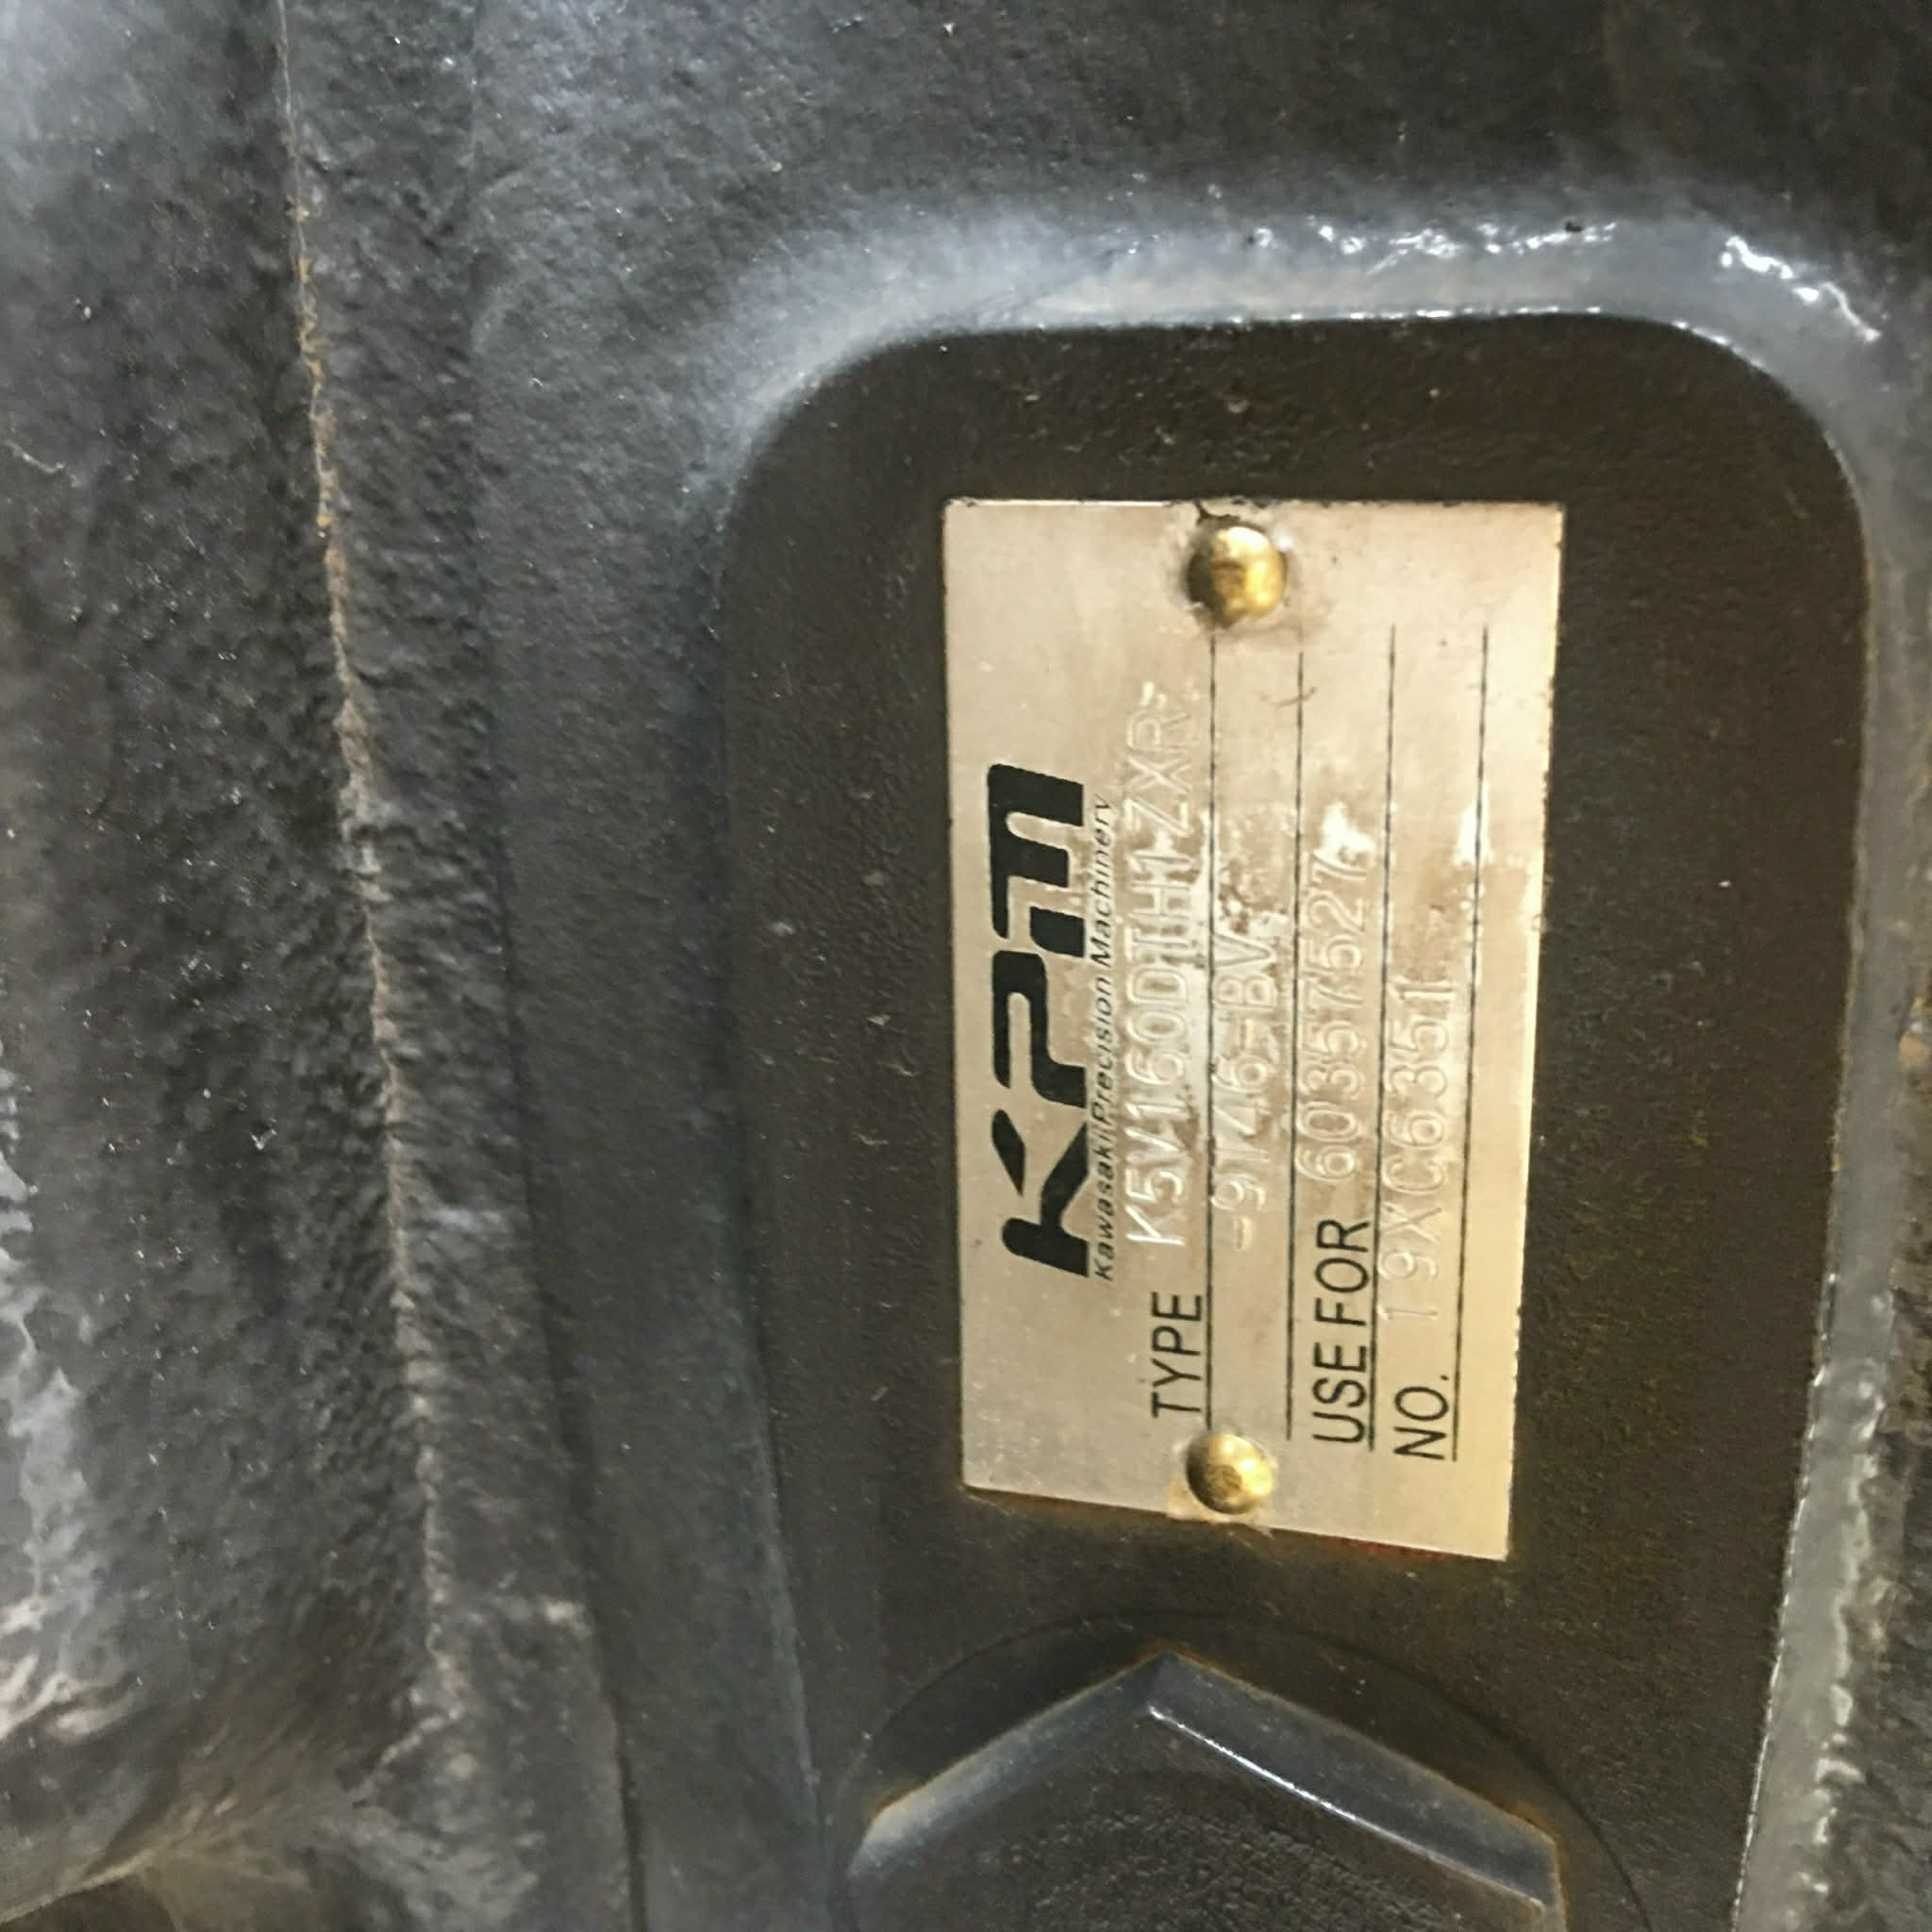 KPM
Kawasaki Precision Machinery
TYPE K5V160DTH1ZXR-
-9T46-BV
USE FOR 60357527
NO. 19XC6351